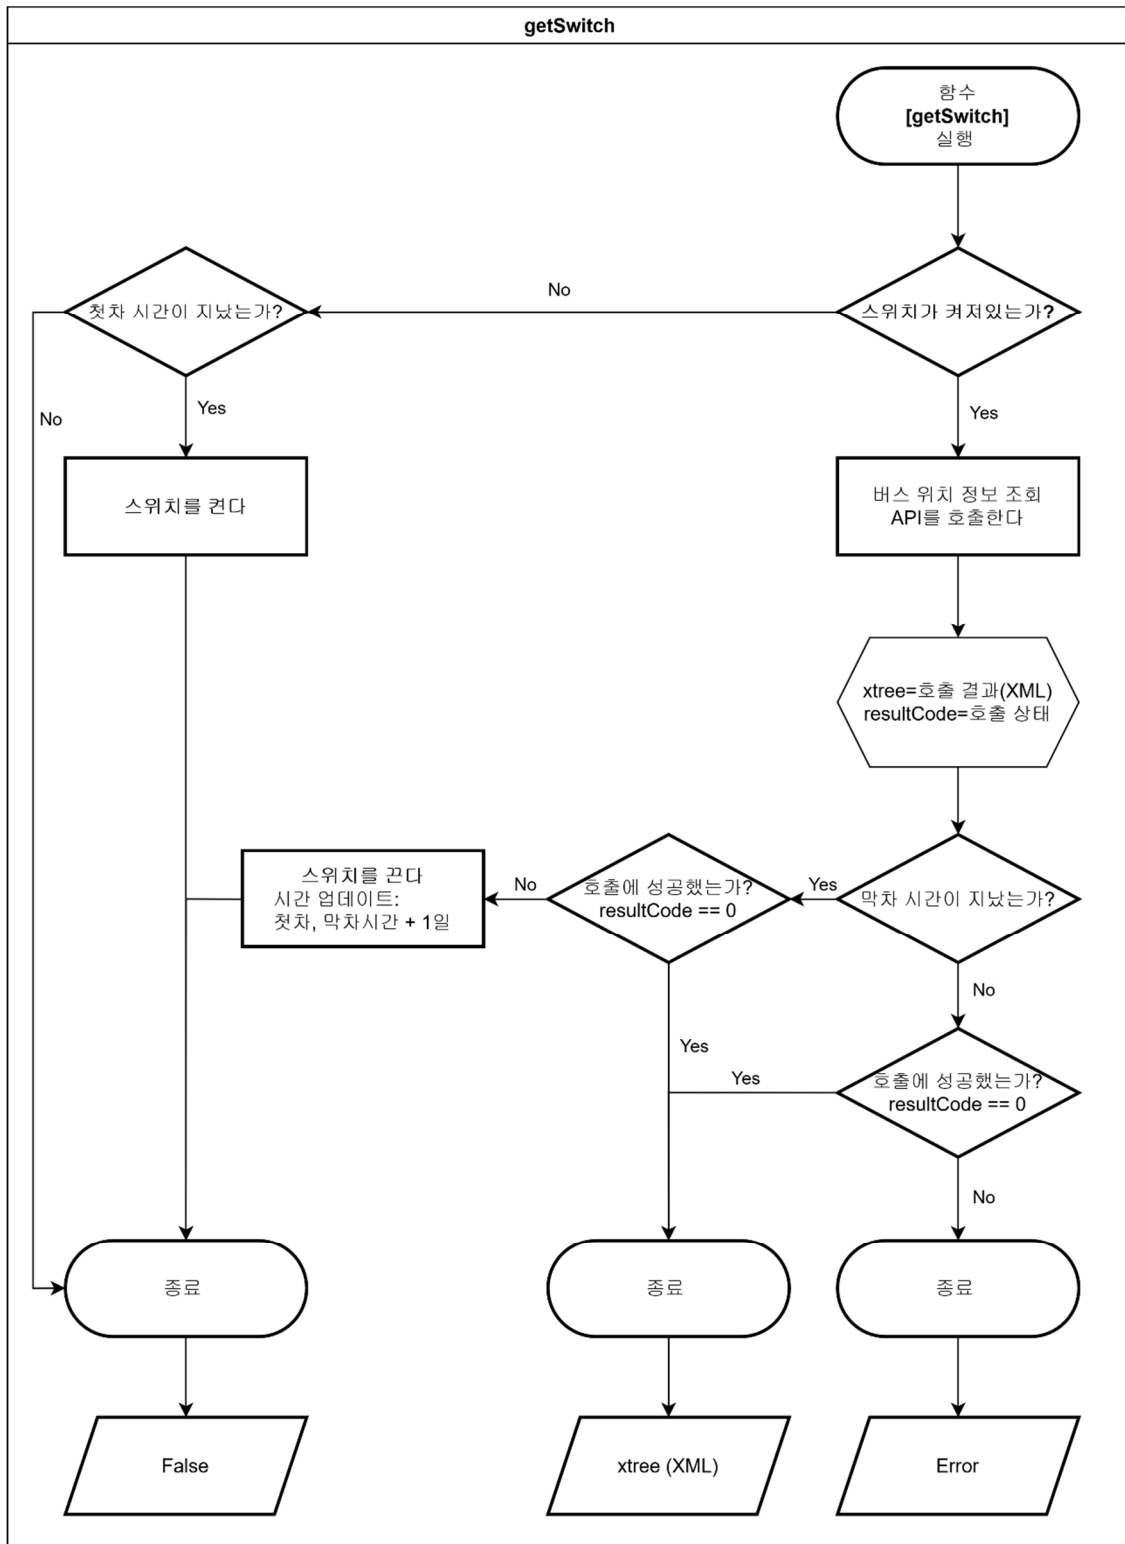 getSwitch
함수
[getSwitch]
실행
스위치가 켜져있는가?
No
첫차 시간이 지났는가?
Yes
No
Yes
스위치를 켠다
버스 위치 정보 조회
API를 호출한다
xtree=호출 결과(XML)
resultCode=호출 상태
막차 시간이 지났는가?
Yes
호출에 성공했는가?
resultCode == 0
No
스위치를 끈다
시간 업데이트:
첫차, 막차시간 + 1일
No
Yes
Yes
호출에 성공했는가?
resultCode == 0
No
종료
종료
종료
False
xtree (XML)
Error